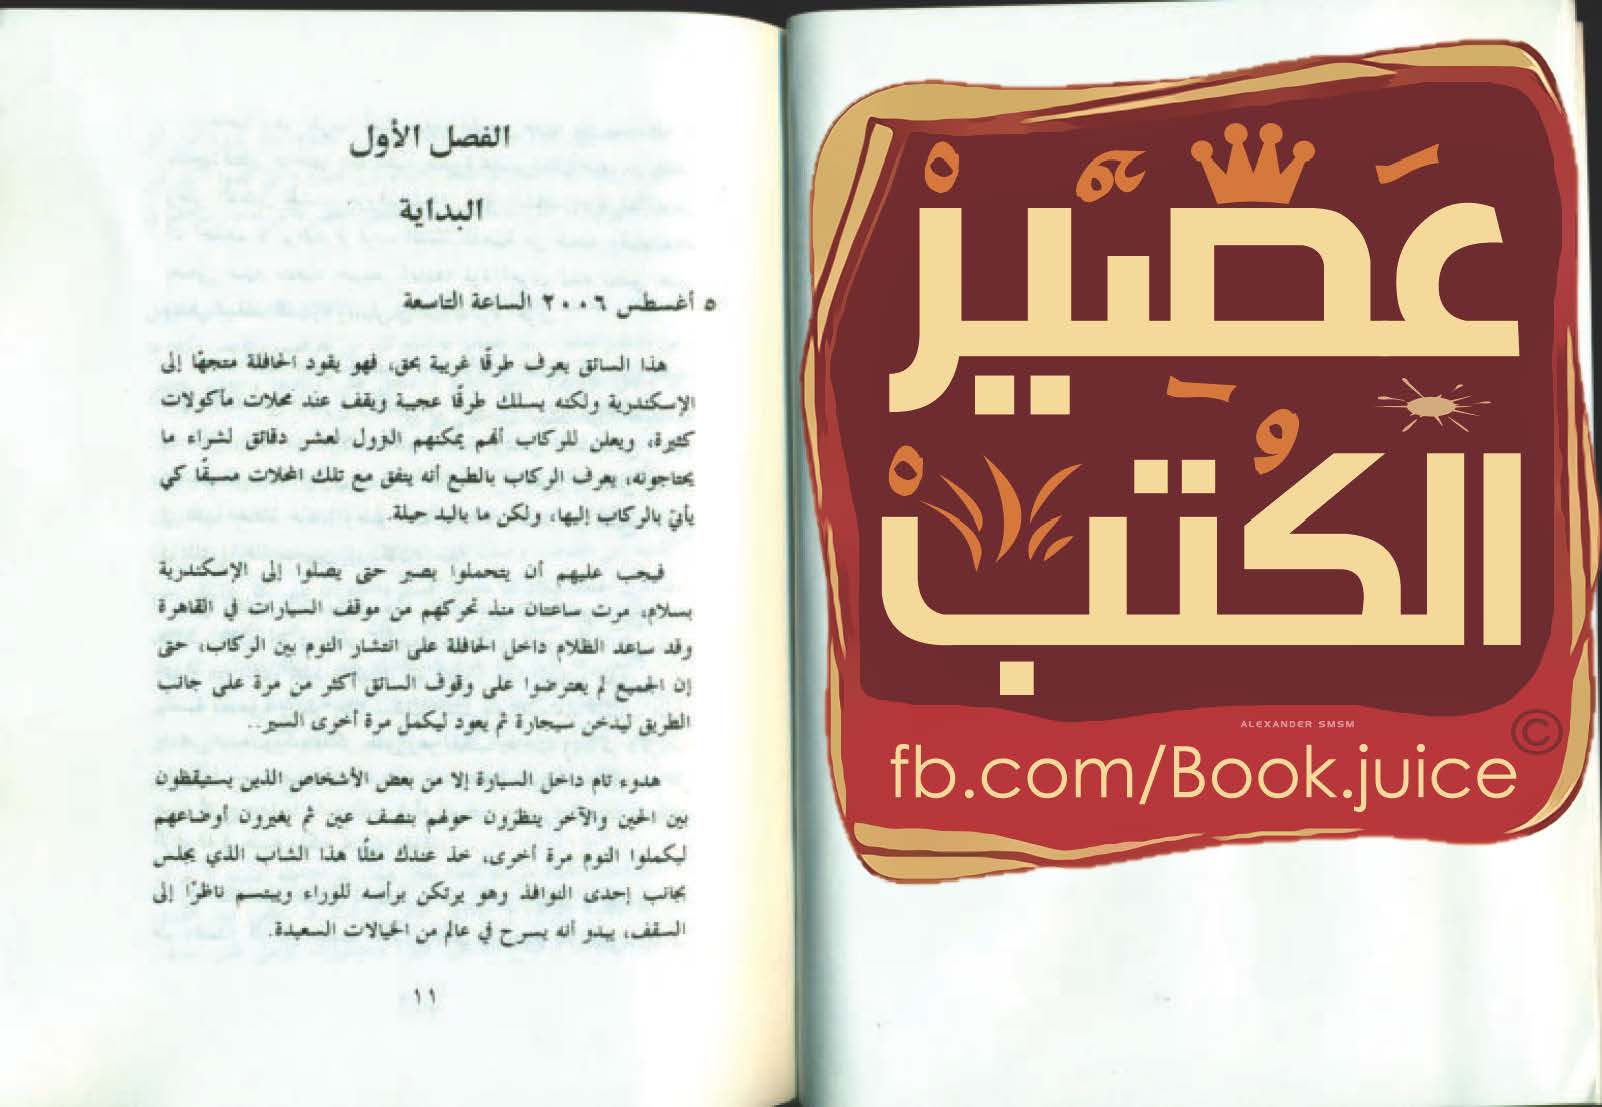 عَصِيرُ
الكُتُبِ
ALEXANDER SMSM
©
fb.com/Book.juice
الفصل الأول
البداية
٥ أغسطس ٢٠٠٦ الساعة التاسعة
هذا السائق يعرف طرقًا غريبة بحق، فهو يقود الحافلة متجهًا إلى
الإسكندرية ولكنه يسلك طرقًا عجيبة ويقف عند محلات مأكولات
كثيرة، ويعلن للركاب أنهم يمكنهم النزول لعشر دقائق لشراء ما
يحتاجونه، يعرف الركاب بالطبع أنه يتفق مع تلك المحلات مسبقًا كي
يأتي بالركاب إليها، ولكن ما باليد حيلة.
فيجب عليهم أن يتحملوا بصبر حتى يصلوا إلى الإسكندرية
بسلام، مرت ساعتان منذ تحركهم من موقف السيارات في القاهرة
وقد ساعد الظلام داخل الحافلة على انتشار النوم بين الركاب، حتى
إن الجميع لم يعترضوا على وقوف السائق أكثر من مرة على جانب
الطريق ليدخن سيجارة ثم يعود ليكمل مرة أخرى السير..
هدوء تام داخل السيارة إلا من بعض الأشخاص الذين يستيقظون
بين الحين والآخر ينظرون حولهم بنصف عين ثم يغيرون أوضاعهم
ليكملوا النوم مرة أخرى، خذ عندك مثلًا هذا الشاب الذي يجلس
بجانب إحدى النوافذ وهو يرتكن برأسه للوراء ويبتسم ناظرًا إلى
السقف، يبدو أنه يسرح في عالم من الخيالات السعيدة.
١١